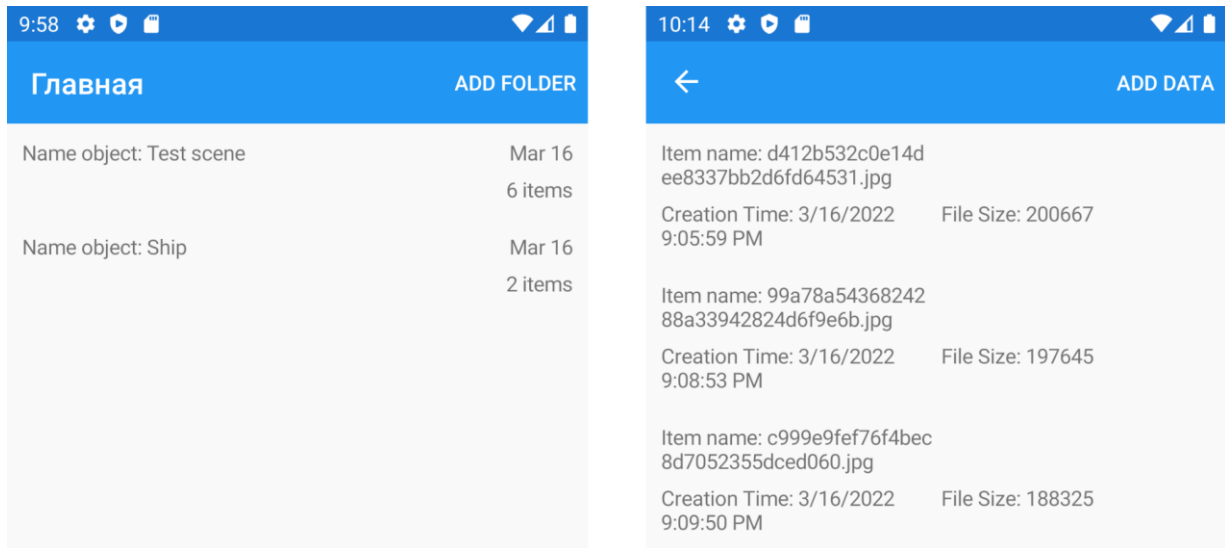 9:58
Главная
ADD FOLDER
Name object: Test scene
Mar 16
6 items
Name object: Ship
Mar 16
2 items
10:14
ADD DATA
Item name: d412b532c0e14d
ee8337bb2d6fd64531.jpg
Creation Time: 3/16/2022
9:05:59 PM
File Size: 200667
Item name: 99a78a54368242
88a33942824d6f9e6b.jpg
Creation Time: 3/16/2022
9:08:53 PM
File Size: 197645
Item name: c999e9fef76f4bec
8d7052355dced060.jpg
Creation Time: 3/16/2022
9:09:50 PM
File Size: 188325